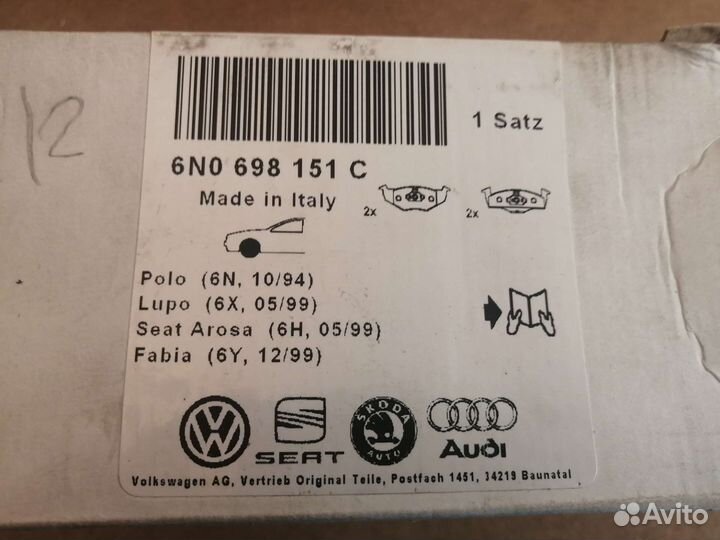 12
1 Satz
6N0 698 151 C
Made in Italy
2x
2x
Polo (6N, 10/94)
Lupo (6X, 05/99)
Seat Arosa (6H, 05/99)
Fabia (6Y, 12/99)
SEAT
SKODA
AUTO
Audi
Volkswagen AG, Vertrieb Original Teile, Postfach 1451, 34219 Baunatal
Avito